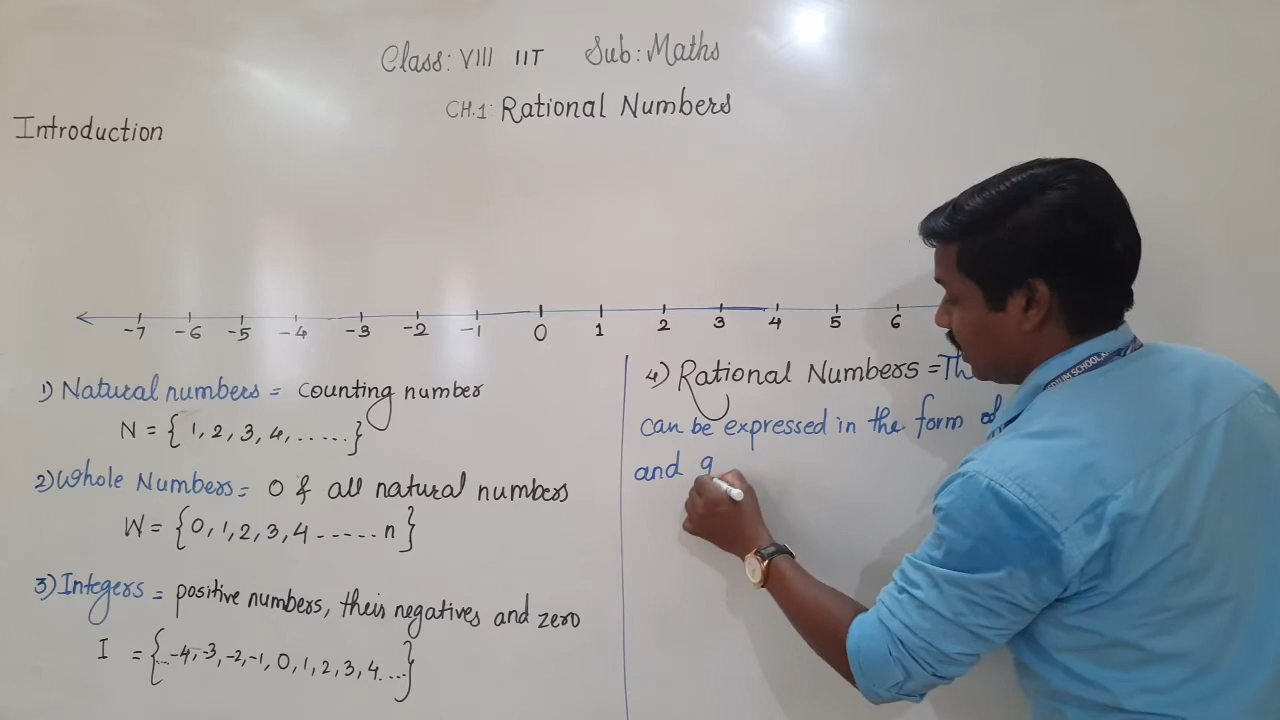 Class: VIII IIT Sub: Maths
CH.1: Rational Numbers
Introduction
-7 -6 -5 -4 -3 -2 -1 0 1 2 3 4 5 6
1) Natural numbers = counting number
N = { 1, 2, 3, 4, ...... }
2) Whole Numbers = 0 & all natural numbers
W = { 0, 1, 2, 3, 4 ------ n }
3) Integers = positive numbers, their negatives and zero
I = { ... -4, -3, -2, -1, 0, 1, 2, 3, 4 ... }
4) Rational Numbers = Th
can be expressed in the form of
and q